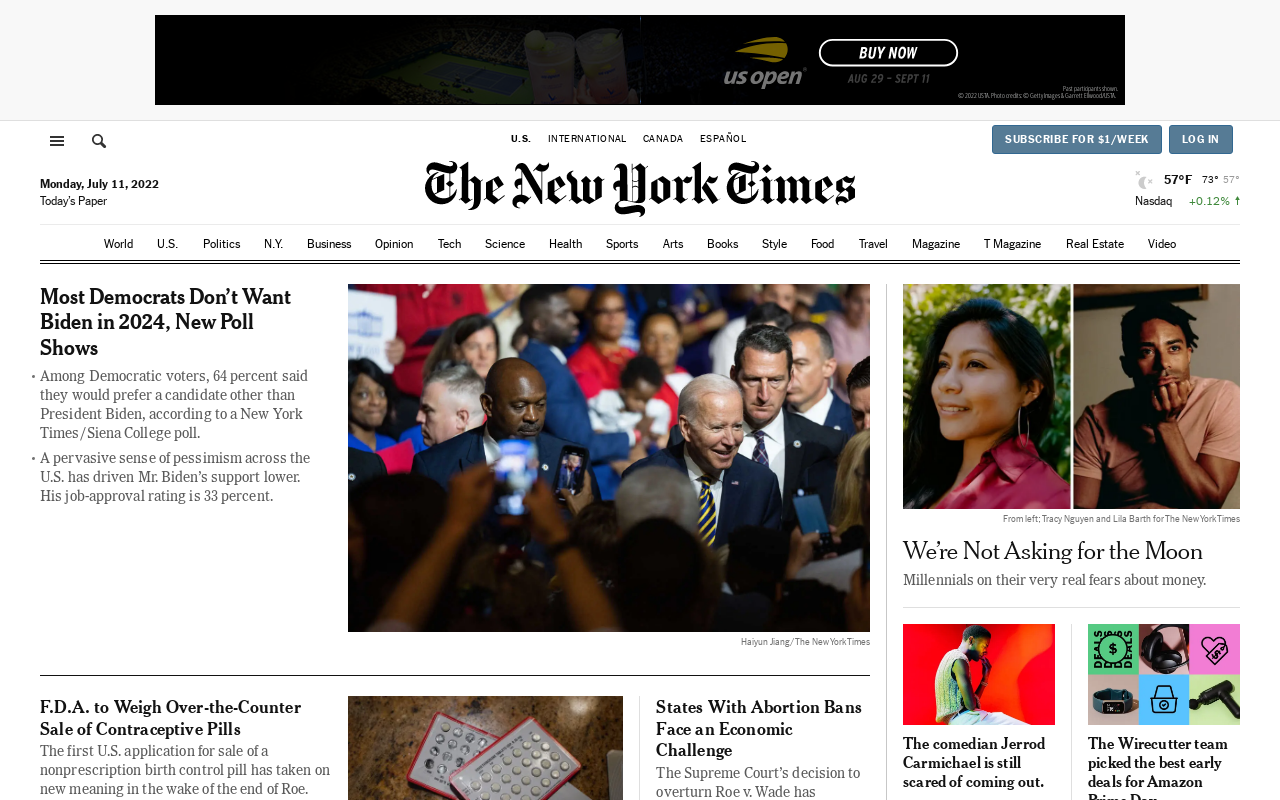 us open
BUY NOW
AUG 29 – SEPT 11
Past participants shown.
© 2022 USTA. Photo credits: © Getty Images & Garrett Ellwood/USTA.
U.S. INTERNATIONAL CANADA ESPAÑOL
SUBSCRIBE FOR $1/WEEK LOG IN
The New York Times
Monday, July 11, 2022
Today's Paper
57°F 73° 57°
Nasdaq +0.12% ↑
World U.S. Politics N.Y. Business Opinion Tech Science Health Sports Arts Books Style Food Travel Magazine T Magazine Real Estate Video
Most Democrats Don't Want
Biden in 2024, New Poll
Shows
• Among Democratic voters, 64 percent said
they would prefer a candidate other than
President Biden, according to a New York
Times/Siena College poll.
• A pervasive sense of pessimism across the
U.S. has driven Mr. Biden's support lower.
His job-approval rating is 33 percent.
Haiyun Jiang/The New York Times
From left; Tracy Nguyen and Lila Barth for The New York Times
We're Not Asking for the Moon
Millennials on their very real fears about money.
F.D.A. to Weigh Over-the-Counter
Sale of Contraceptive Pills
The first U.S. application for sale of a
nonprescription birth control pill has taken on
new meaning in the wake of the end of Roe.
States With Abortion Bans
Face an Economic
Challenge
The Supreme Court's decision to
overturn Roe v. Wade has
The comedian Jerrod
Carmichael is still
scared of coming out.
DEALS
DEALS
The Wirecutter team
picked the best early
deals for Amazon
Prime Day